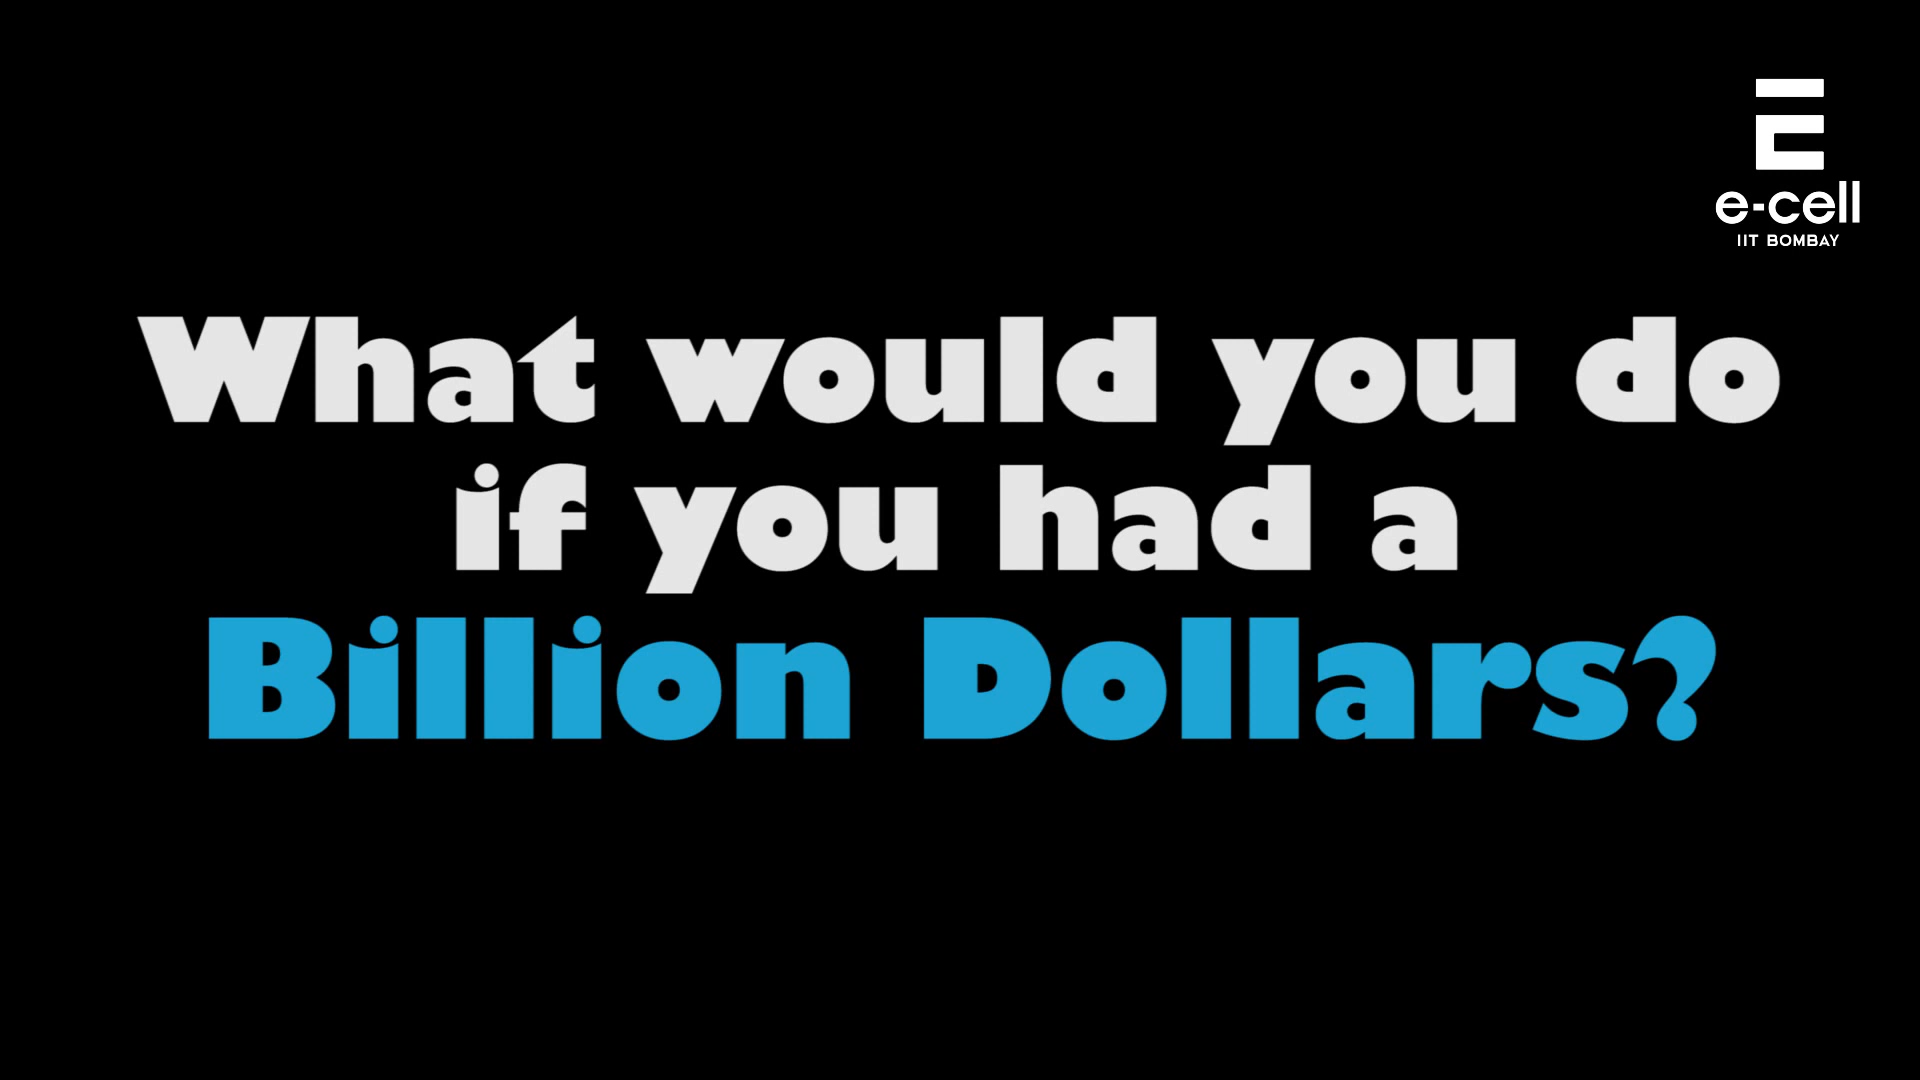 e-cell
IIT BOMBAY
What would you do
if you had a
Billion Dollars?